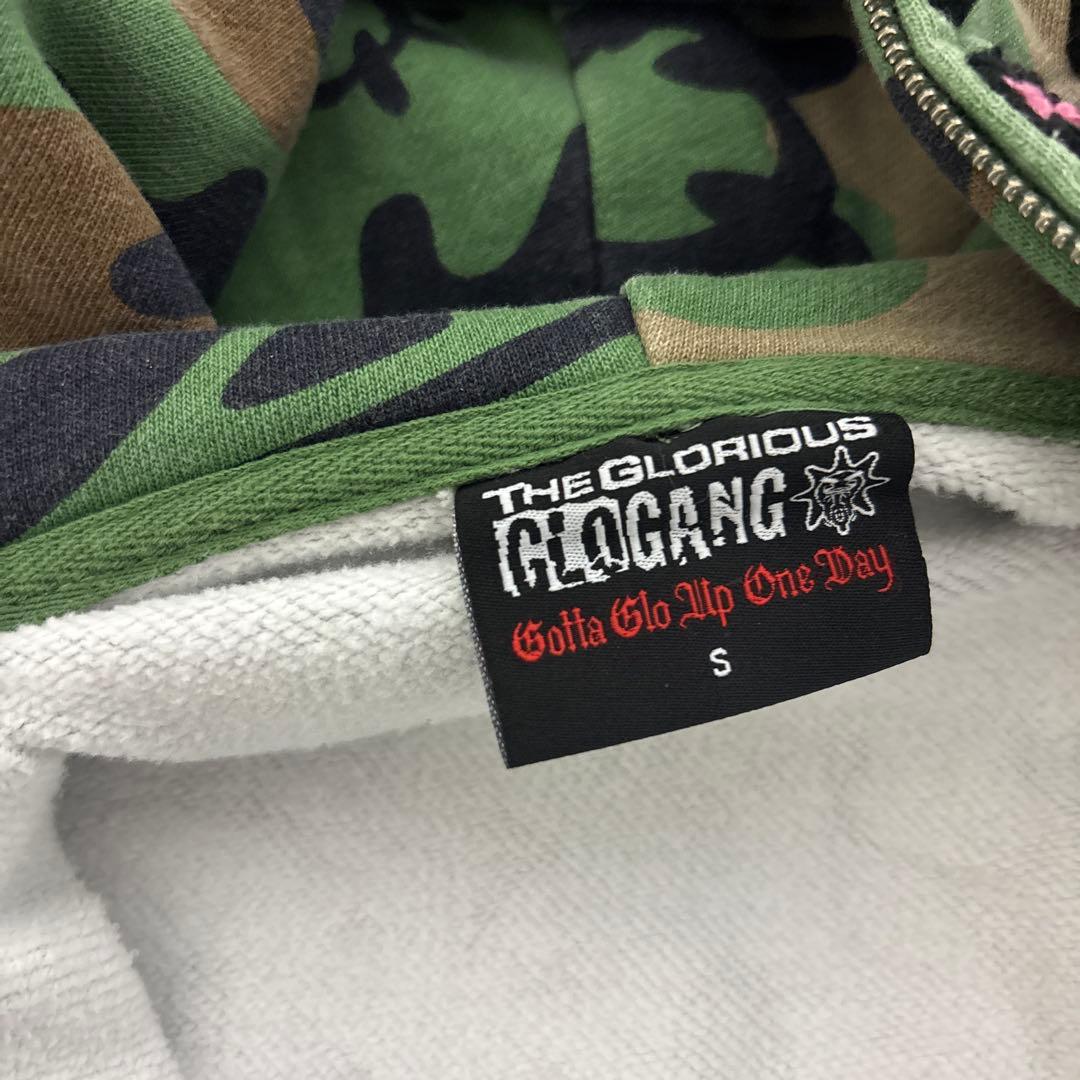 THE GLORIOUS
GLOGANG
Gotta Glo Up One Day
S